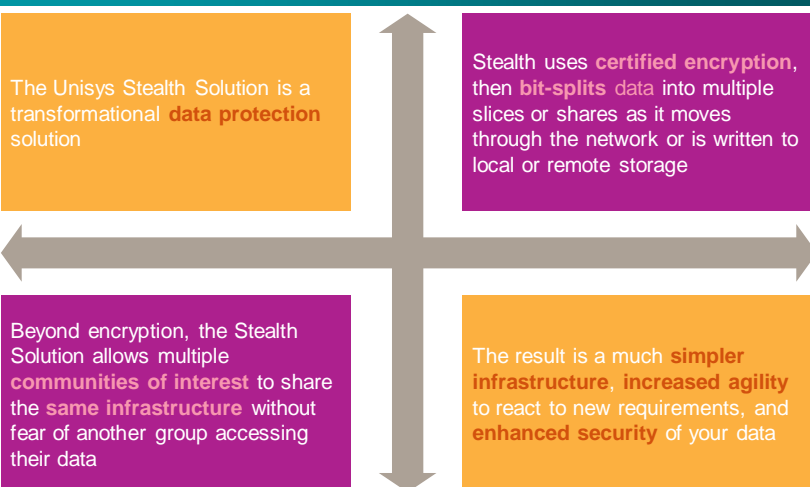 The Unisys Stealth Solution is a
transformational data protection
solution
Stealth uses certified encryption,
then bit-splits data into multiple
slices or shares as it moves
through the network or is written to
local or remote storage
Beyond encryption, the Stealth
Solution allows multiple
communities of interest to share
the same infrastructure without
fear of another group accessing
their data
The result is a much simpler
infrastructure, increased agility
to react to new requirements, and
enhanced security of your data